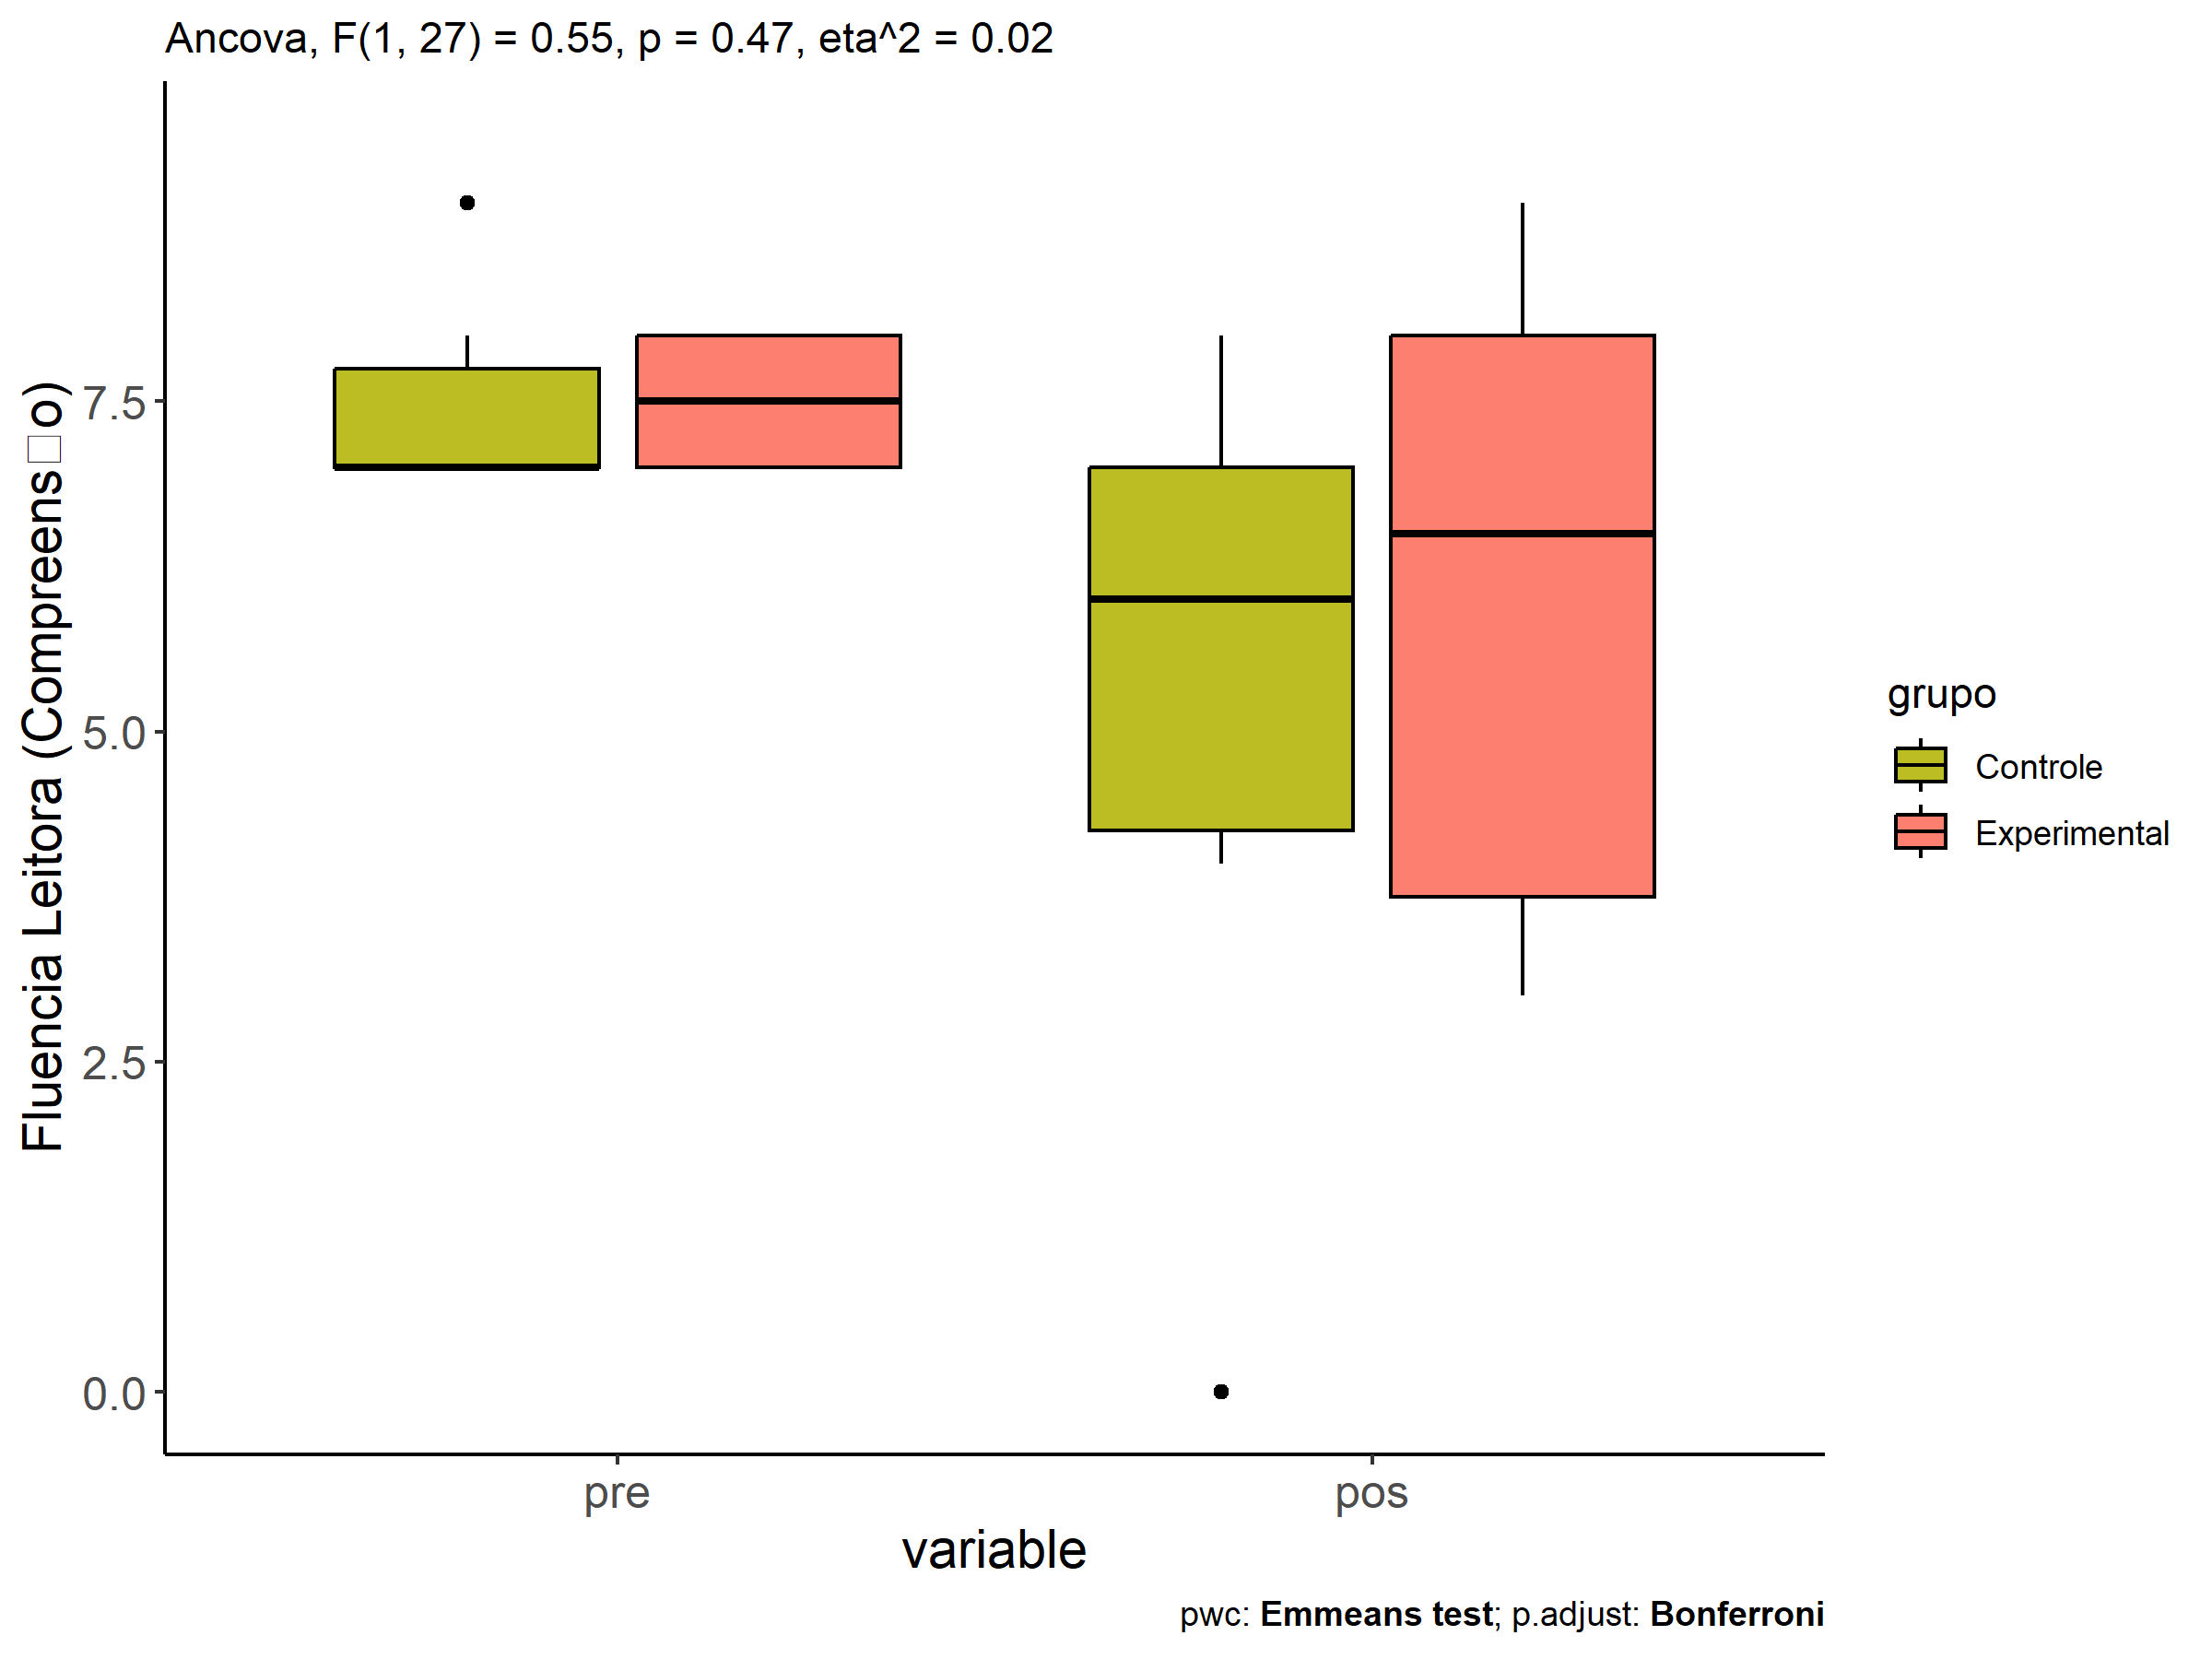 Ancova, F(1, 27) = 0.55, p = 0.47, eta^2 = 0.02
Fluencia Leitora (Compreens□o)
7.5
5.0
2.5
0.0
pre
pos
variable
grupo
Controle
Experimental
pwc: Emmeans test; p.adjust: Bonferroni